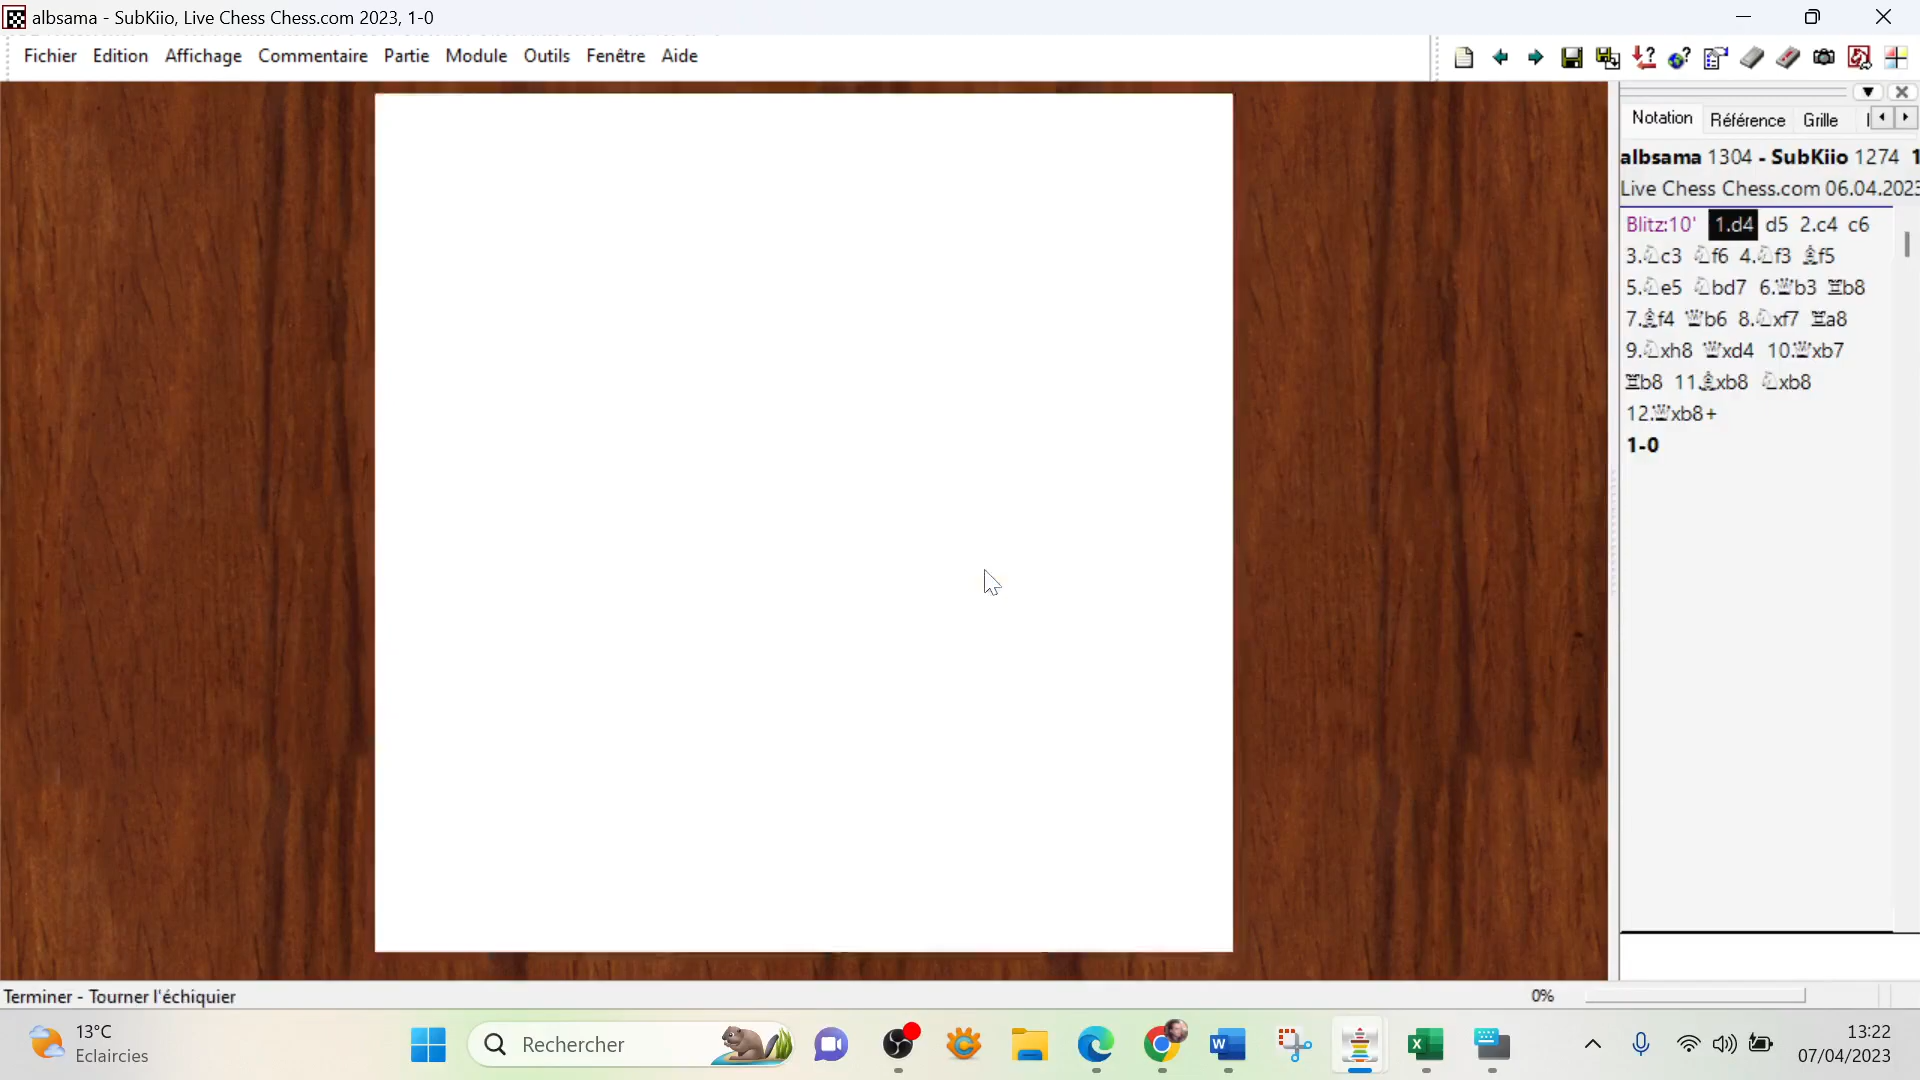 albsama - SubKiio, Live Chess Chess.com 2023, 1-0
Fichier Edition Affichage Commentaire Partie Module Outils Fenêtre Aide
Notation Référence Grille
albsama 1304 - SubKiio 1274 1
Live Chess Chess.com 06.04.2023
Blitz:10' 1.d4 d5 2.c4 c6
3.♘c3 ♘f6 4.♘f3 ♗f5
5.♘e5 ♘bd7 6.♕b3 ♖b8
7.♗f4 ♕b6 8.♘xf7 ♖a8
9.♘xh8 ♕xd4 10.♕xb7
♖b8 11.♗xb8 ♘xb8
12.♕xb8+
1-0
Terminer - Tourner l'échiquier
0%
13°C
Eclaircies
Rechercher
13:22
07/04/2023